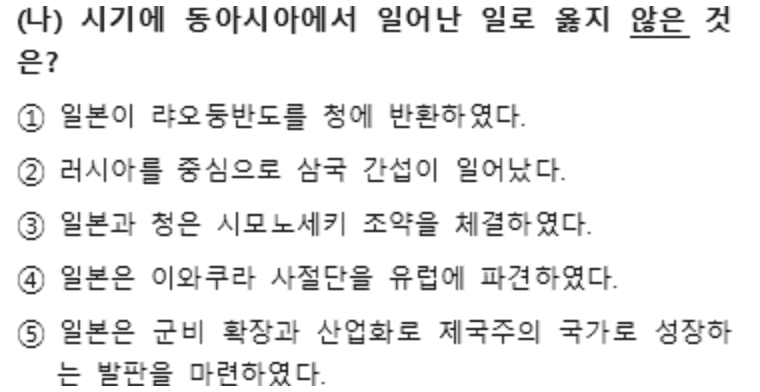 (나) 시기에 동아시아에서 일어난 일로 옳지 않은 것
은?
① 일본이 랴오둥반도를 청에 반환하였다.
② 러시아를 중심으로 삼국 간섭이 일어났다.
③ 일본과 청은 시모노세키 조약을 체결하였다.
④ 일본은 이와쿠라 사절단을 유럽에 파견하였다.
⑤ 일본은 군비 확장과 산업화로 제국주의 국가로 성장하
는 발판을 마련하였다.